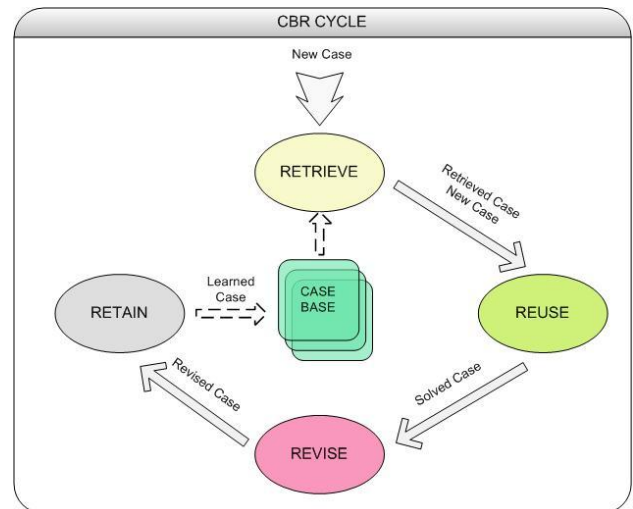 CBR CYCLE
New Case
RETRIEVE
Retrieved Case
New Case
Learned
Case
CASE
BASE
RETAIN
REUSE
Revised Case
Solved Case
REVISE